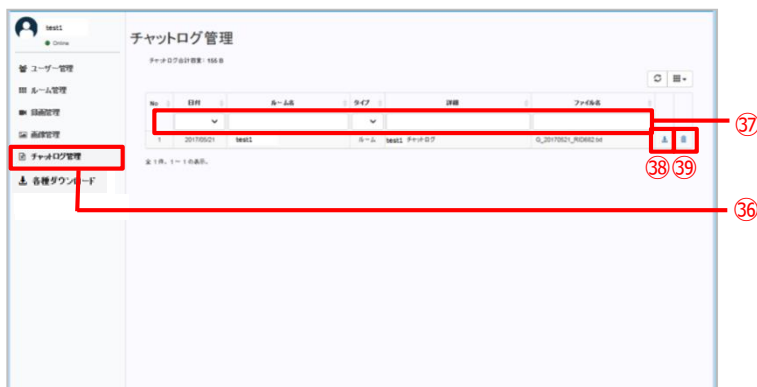 test1
Online
チャットログ管理
チャットログ合計容量: 155 B
ユーザー管理
ルーム管理
録画管理
画像管理
チャットログ管理
各種ダウンロード
No 日付 ルーム名 タイプ 詳細 ファイル名
1 2017/05/21 test1 ルーム test1 チャットログ
全 1 件、1 ～ 1 の表示。
㊲
㊳ ㊴
㊱